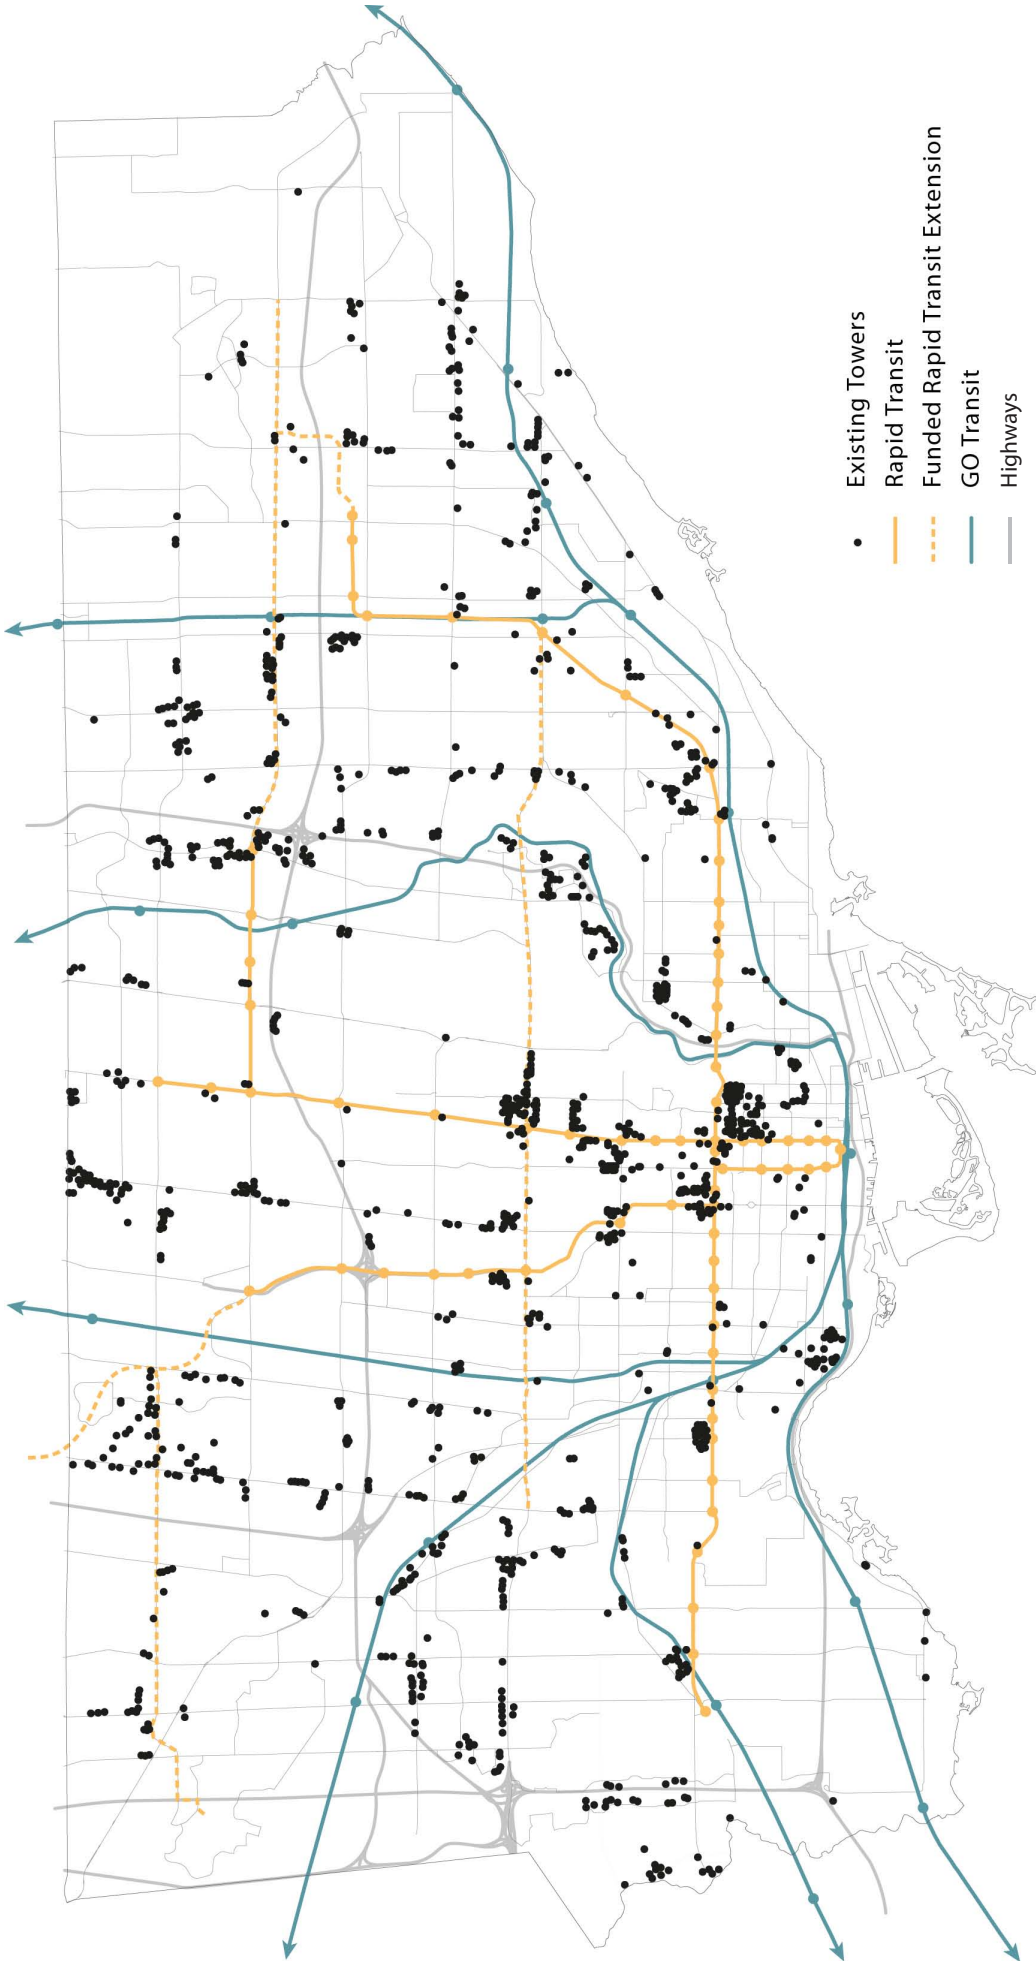 Existing Towers
Rapid Transit
Funded Rapid Transit Extension
GO Transit
Highways